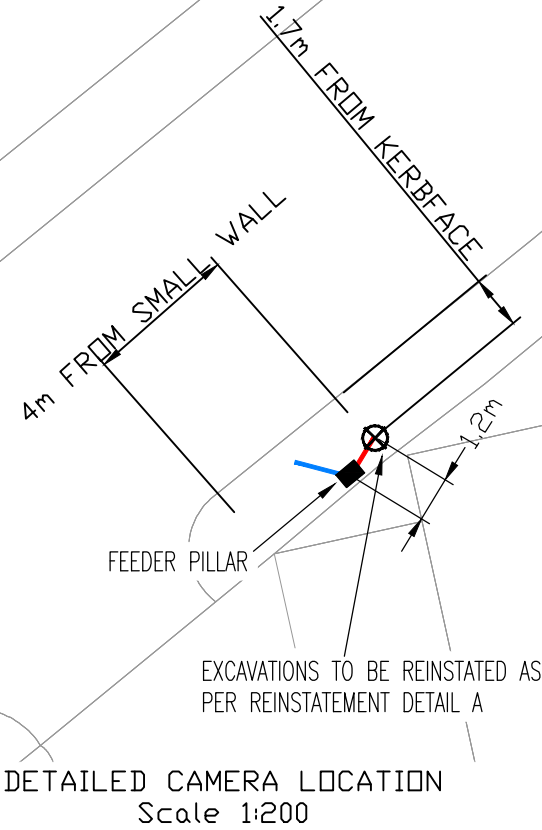 1.7m FROM KERBFACE
4m FROM SMALL WALL
1.2m
FEEDER PILLAR
EXCAVATIONS TO BE REINSTATED AS
PER REINSTATEMENT DETAIL A
DETAILED CAMERA LOCATION
Scale 1:200